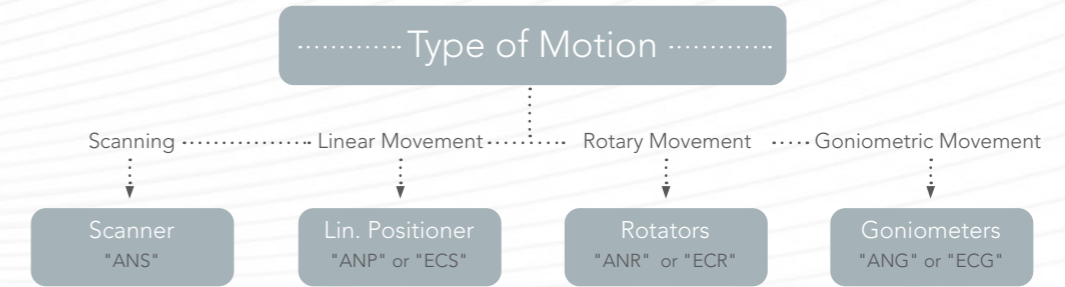 Type of Motion
Scanning Linear Movement Rotary Movement Goniometric Movement
Scanner Lin. Positioner Rotators Goniometers
"ANS" "ANP" or "ECS" "ANR" or "ECR" "ANG" or "ECG"